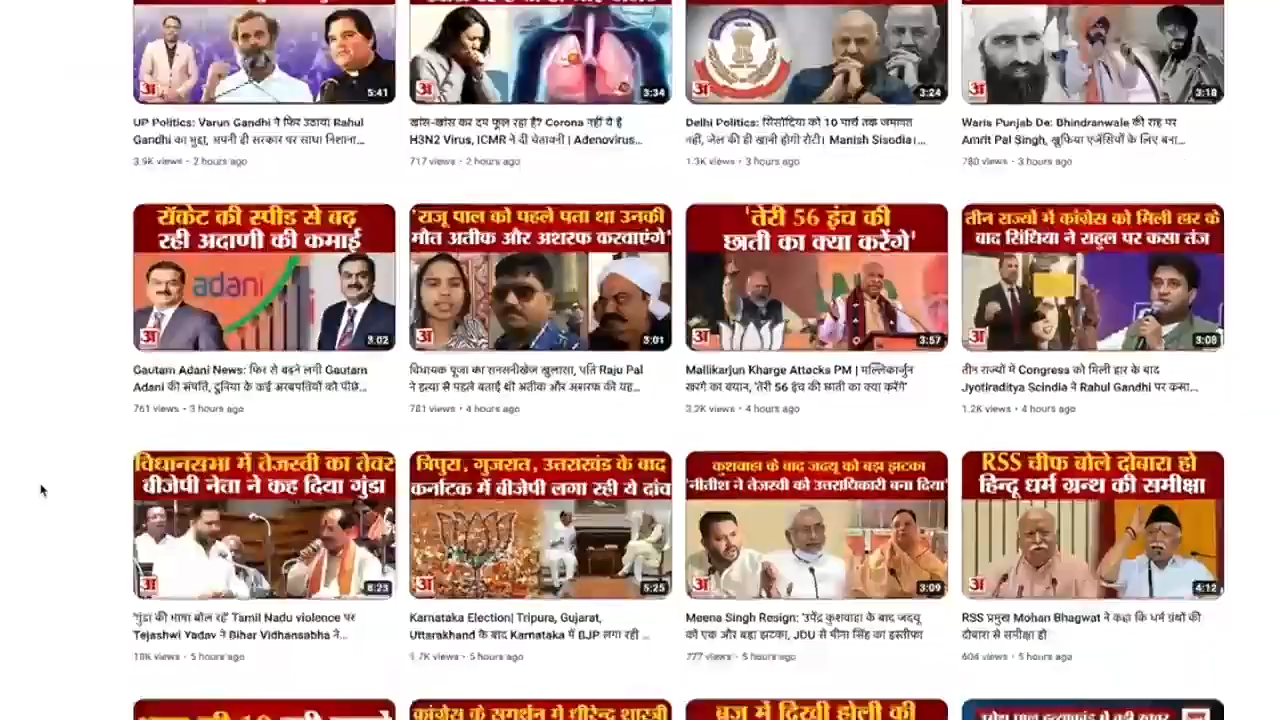 5:41
3:34
3:24
3:18
UP Politics: Varun Gandhi ने फिर उठाया Rahul
Gandhi का मुद्दा, अपनी ही सरकार पर साधा निशाना...
3.9K views • 2 hours ago
खांस-खांस कर दम फूल रहा है? Corona नहीं ये है
H3N2 Virus, ICMR ने दी चेतावनी | Adenovirus...
717 views • 2 hours ago
Delhi Politics: सिसोदिया को 10 मार्च तक जमानत
नहीं, जेल की ही खानी होगी रोटी। Manish Sisodia।...
1.3K views • 3 hours ago
Waris Punjab De: Bhindranwale की राह पर
Amrit Pal Singh, खुफिया एजेंसियों के लिए बना...
780 views • 3 hours ago
रॉकेट की स्पीड से बढ़
रही अदाणी की कमाई
adani
3:02
'राजू पाल को पहले पता था उनकी
मौत अतीक और अशरफ करवाएंगे'
3:01
'तेरी 56 इंच की
छाती का क्या करेंगे'
3:57
तीन राज्यों में कांग्रेस को मिली हार के
बाद सिंधिया ने राहुल पर कसा तंज
3:08
Gautam Adani News: फिर से बढ़ने लगी Gautam
Adani की संपत्ति, दुनिया के कई अरबपतियों को पीछे...
761 views • 3 hours ago
विधायक पूजा का सनसनीखेज खुलासा, पति Raju Pal
ने हत्या से पहले बताई थी अतीक और अशरफ की यह...
781 views • 4 hours ago
Mallikarjun Kharge Attacks PM | मल्लिकार्जुन
खरगे का बयान, 'तेरी 56 इंच की छाती का क्या करेंगे'
3.2K views • 4 hours ago
तीन राज्यों में Congress को मिली हार के बाद
Jyotiraditya Scindia ने Rahul Gandhi पर कसा...
1.2K views • 4 hours ago
विधानसभा में तेजस्वी का तेवर
बीजेपी नेता ने कह दिया गुंडा
8:23
त्रिपुरा, गुजरात, उत्तराखंड के बाद
कर्नाटक में बीजेपी लगा रही ये दांव
5:25
कुशवाहा के बाद जदयू को बड़ा झटका
'नीतीश ने तेजस्वी को उत्तराधिकारी बना दिया'
3:09
RSS चीफ बोले दोबारा हो
हिन्दू धर्म ग्रन्थ की समीक्षा
4:12
'गुंडा की भाषा बोल रहे' Tamil Nadu violence पर
Tejashwi Yadav ने Bihar Vidhansabha में...
18K views • 5 hours ago
Karnataka Election| Tripura, Gujarat,
Uttarakhand के बाद Karnataka में BJP लगा रही ...
1.7K views • 5 hours ago
Meena Singh Resign: 'उपेंद्र कुशवाहा के बाद जदयू
को एक और बड़ा झटका, JDU से मीना सिंह का इस्तीफा
777 views • 5 hours ago
RSS प्रमुख Mohan Bhagwat ने कहा कि धर्म ग्रंथों की
दोबारा से समीक्षा हो
604 views • 5 hours ago
कांग्रेस के समर्थन में धीरेन्द्र शास्त्री
ब्रज में दिखी होली की